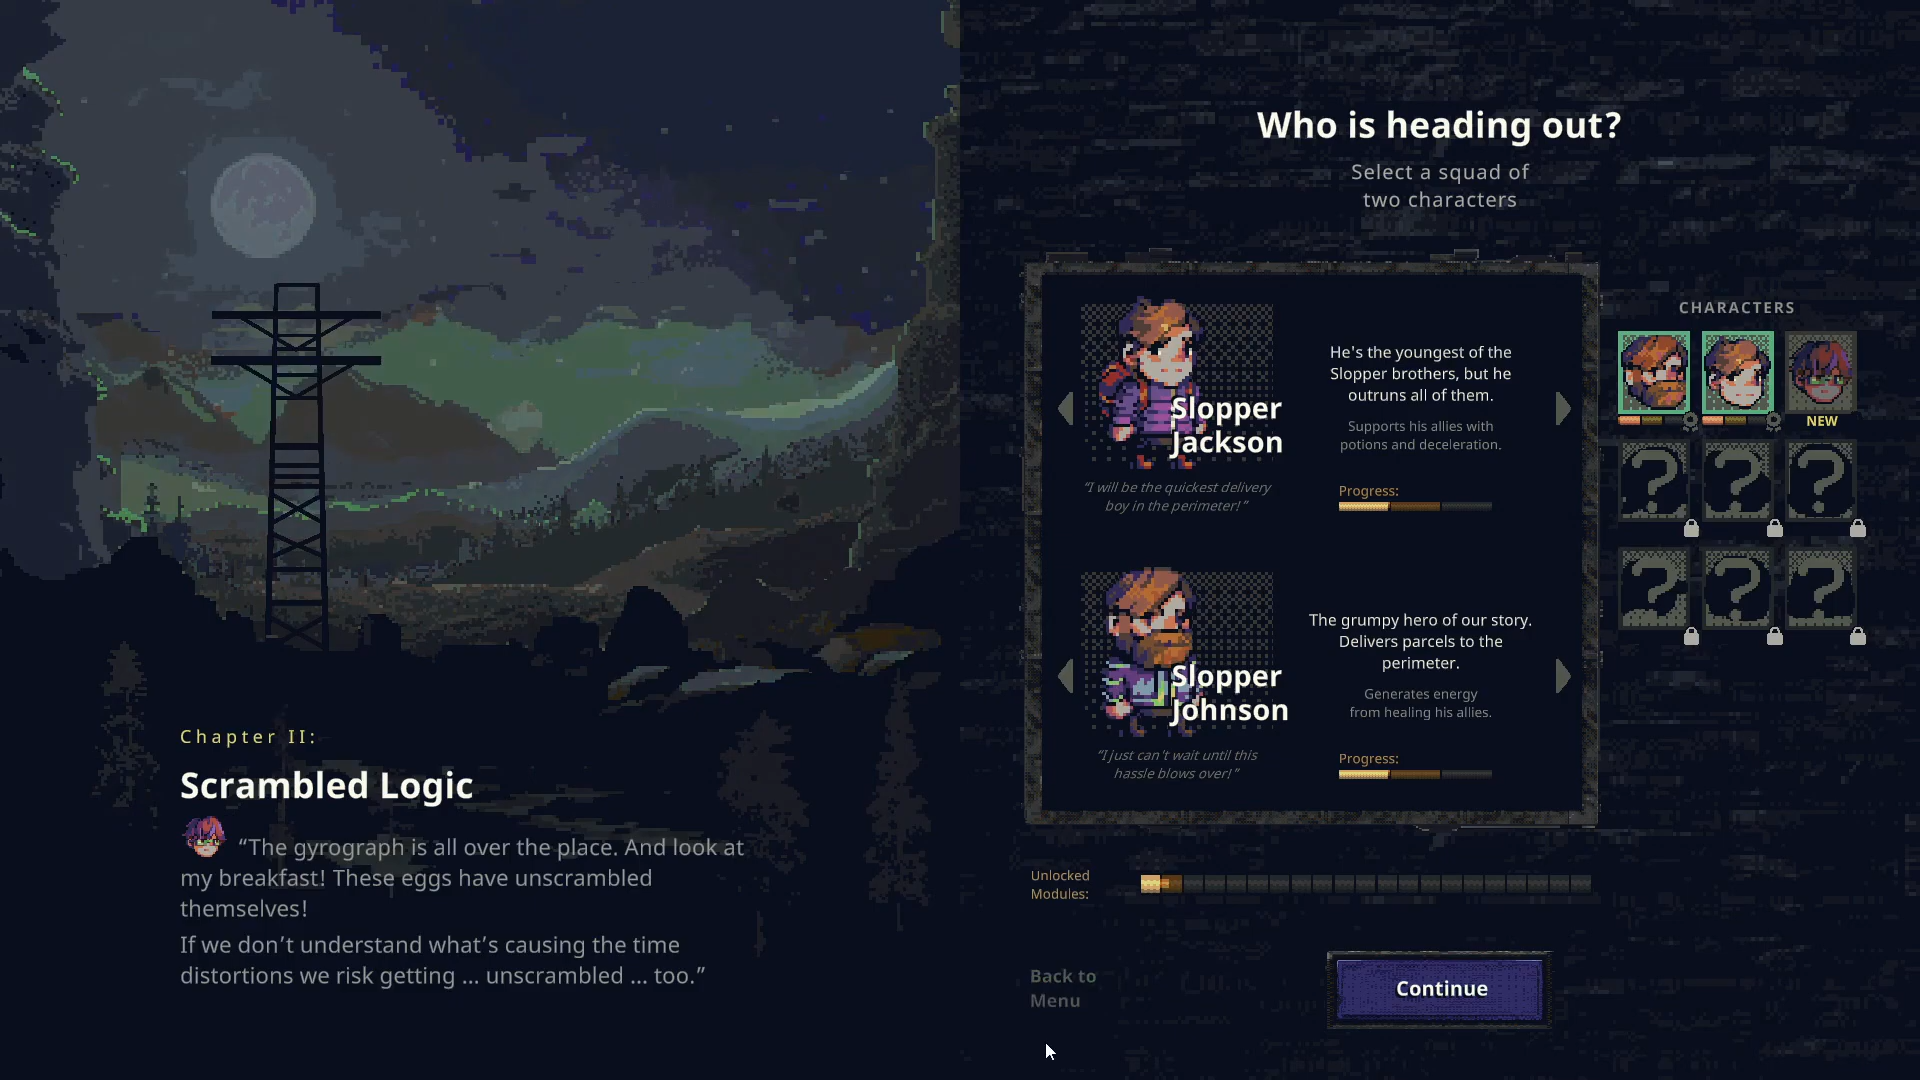 Who is heading out?
Select a squad of
two characters
Slopper
Jackson
"I will be the quickest delivery
boy in the perimeter!"
He's the youngest of the
Slopper brothers, but he
outruns all of them.
Supports his allies with
potions and deceleration.
Progress:
Slopper
Johnson
"I just can't wait until this
hassle blows over!"
The grumpy hero of our story.
Delivers parcels to the
perimeter.
Generates energy
from healing his allies.
Progress:
CHARACTERS
NEW
? ? ?
? ? ?
Chapter II:
Scrambled Logic
“The gyrograph is all over the place. And look at
my breakfast! These eggs have unscrambled
themselves!
If we don’t understand what’s causing the time
distortions we risk getting ... unscrambled ... too.”
Unlocked
Modules:
Back to
Menu
Continue